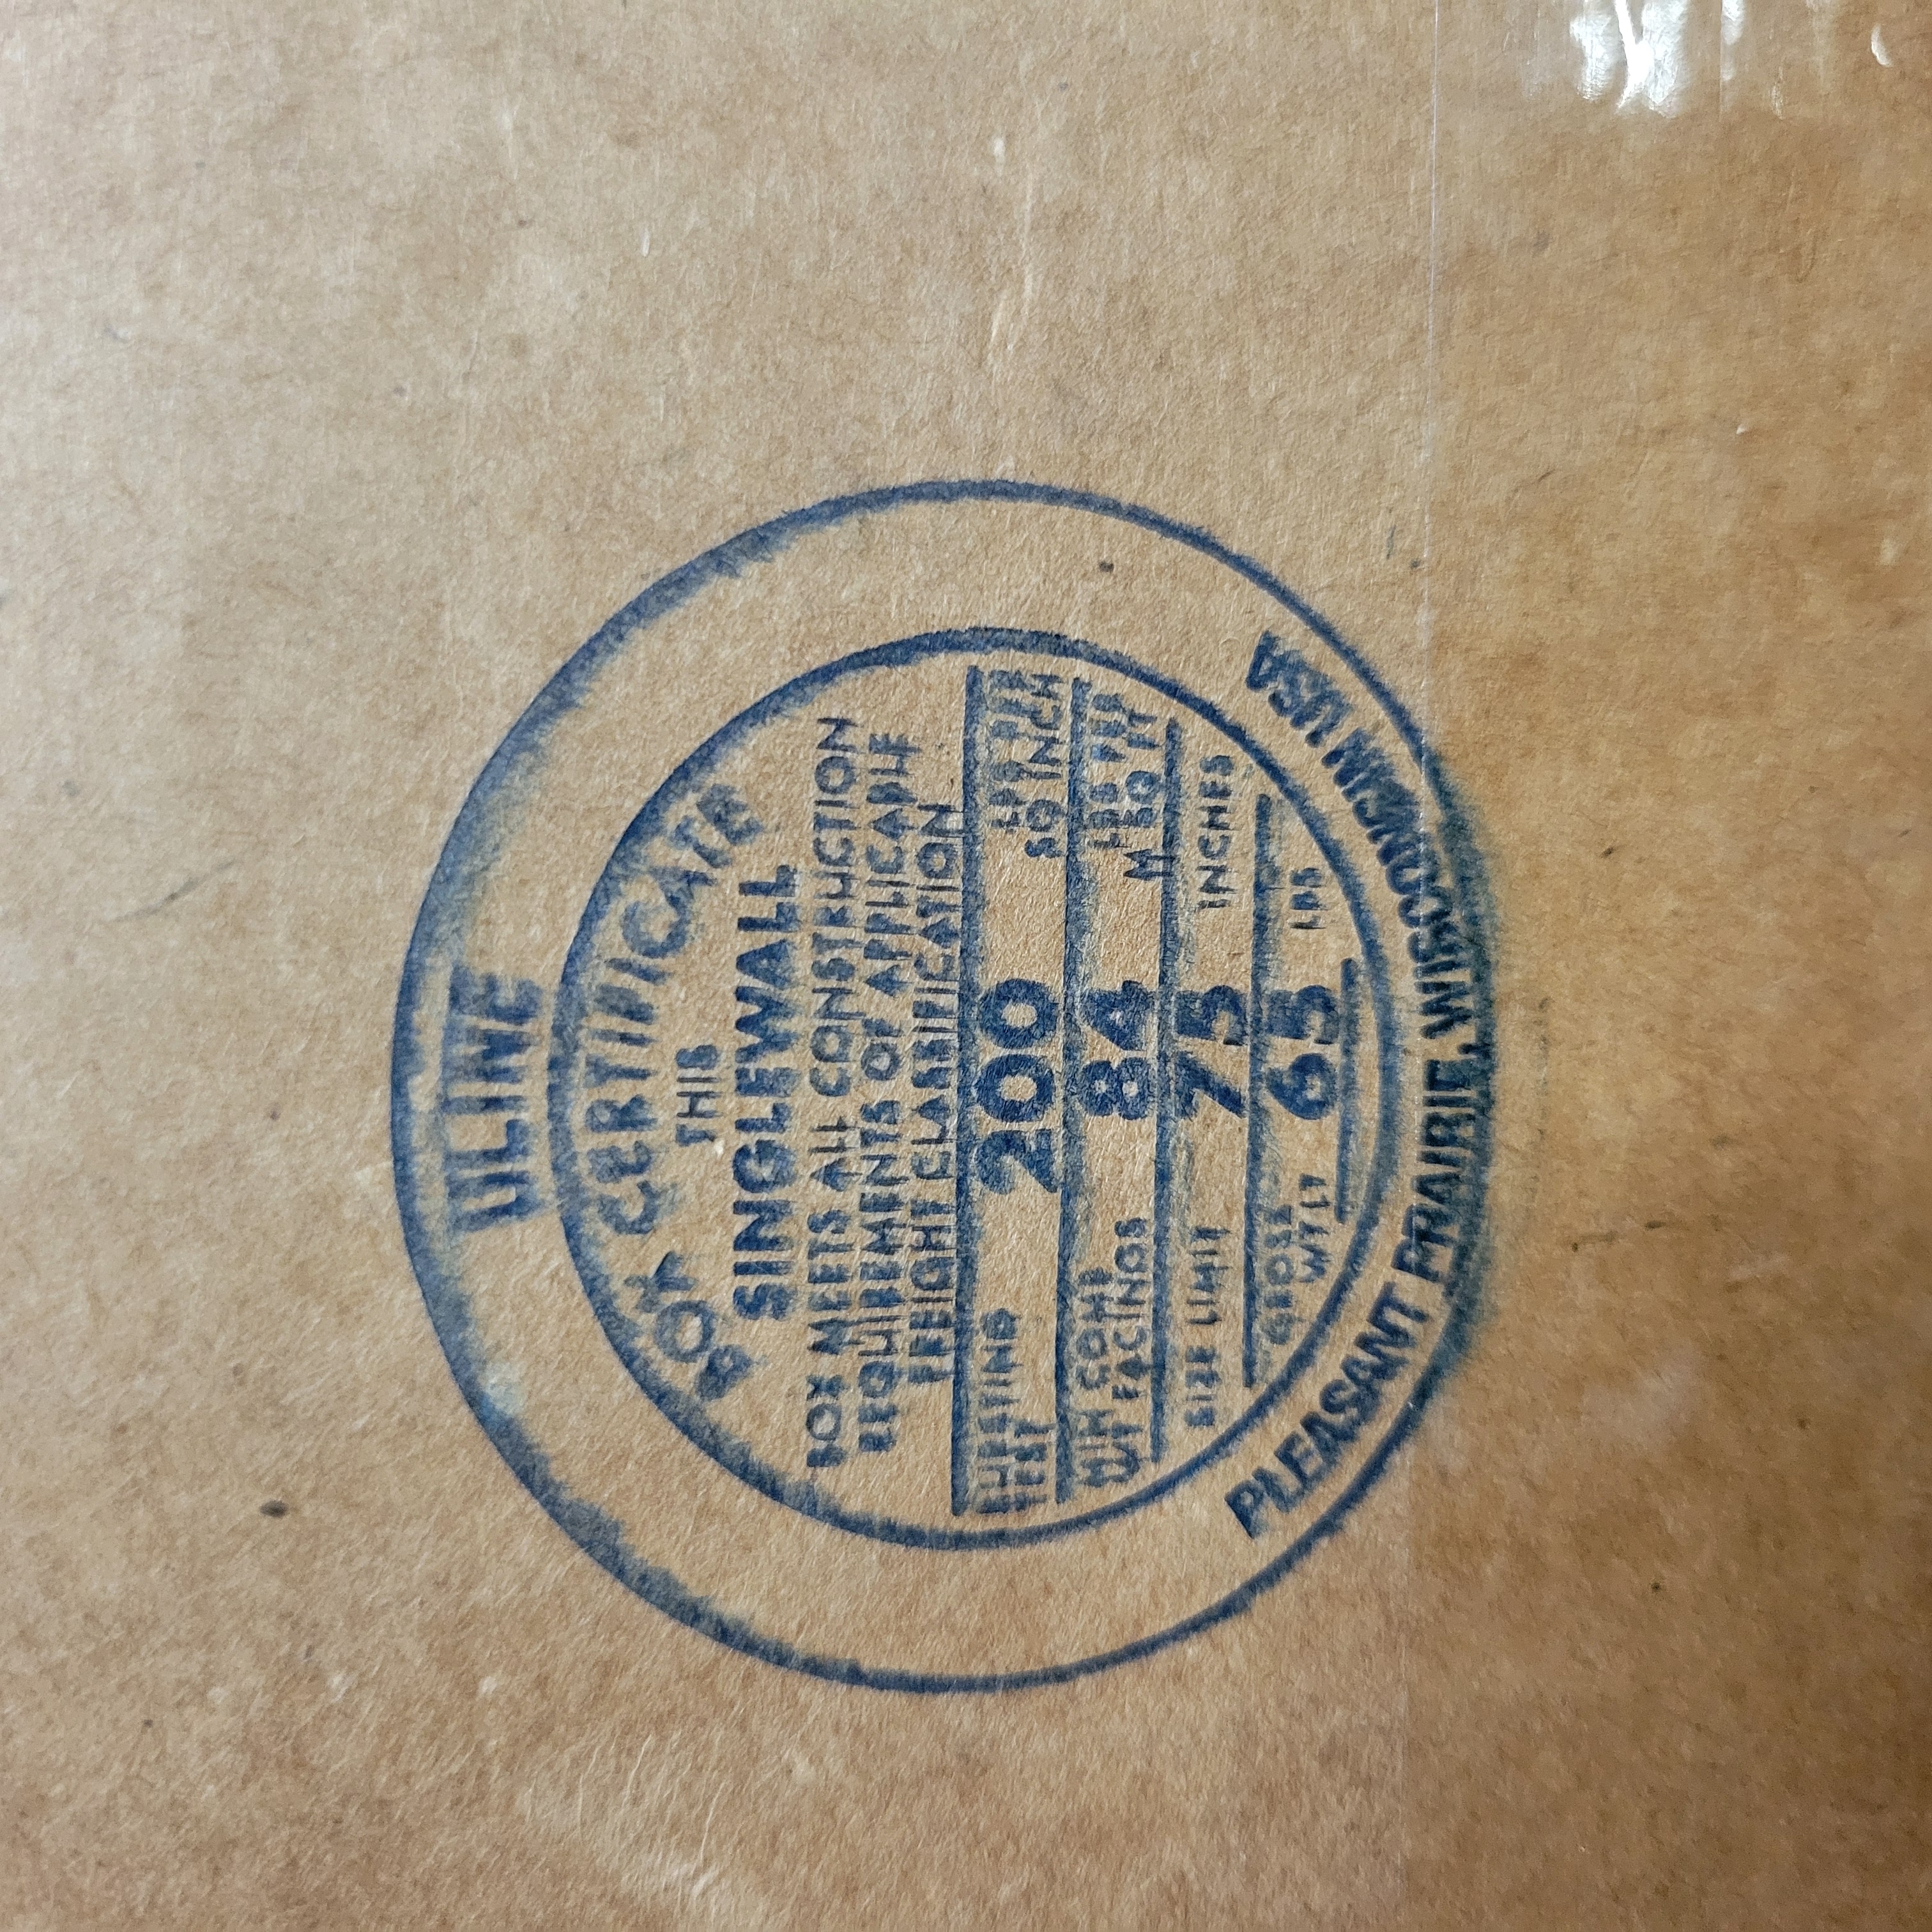 ULINE
BOX CERTIFICATE
THIS
SINGLEWALL
BOX MEETS ALL CONSTRUCTION
REQUIREMENTS OF APPLICABLE
FREIGHT CLASSIFICATION
BURSTING TEST 200 LBS PER SQ INCH
MIN COMB WT FACINGS 84 LBS PER M SQ FT
SIZE LIMIT 75 INCHES
GROSS WT LT 65 LBS
PLEASANT PRAIRIE, WISCONSIN USA